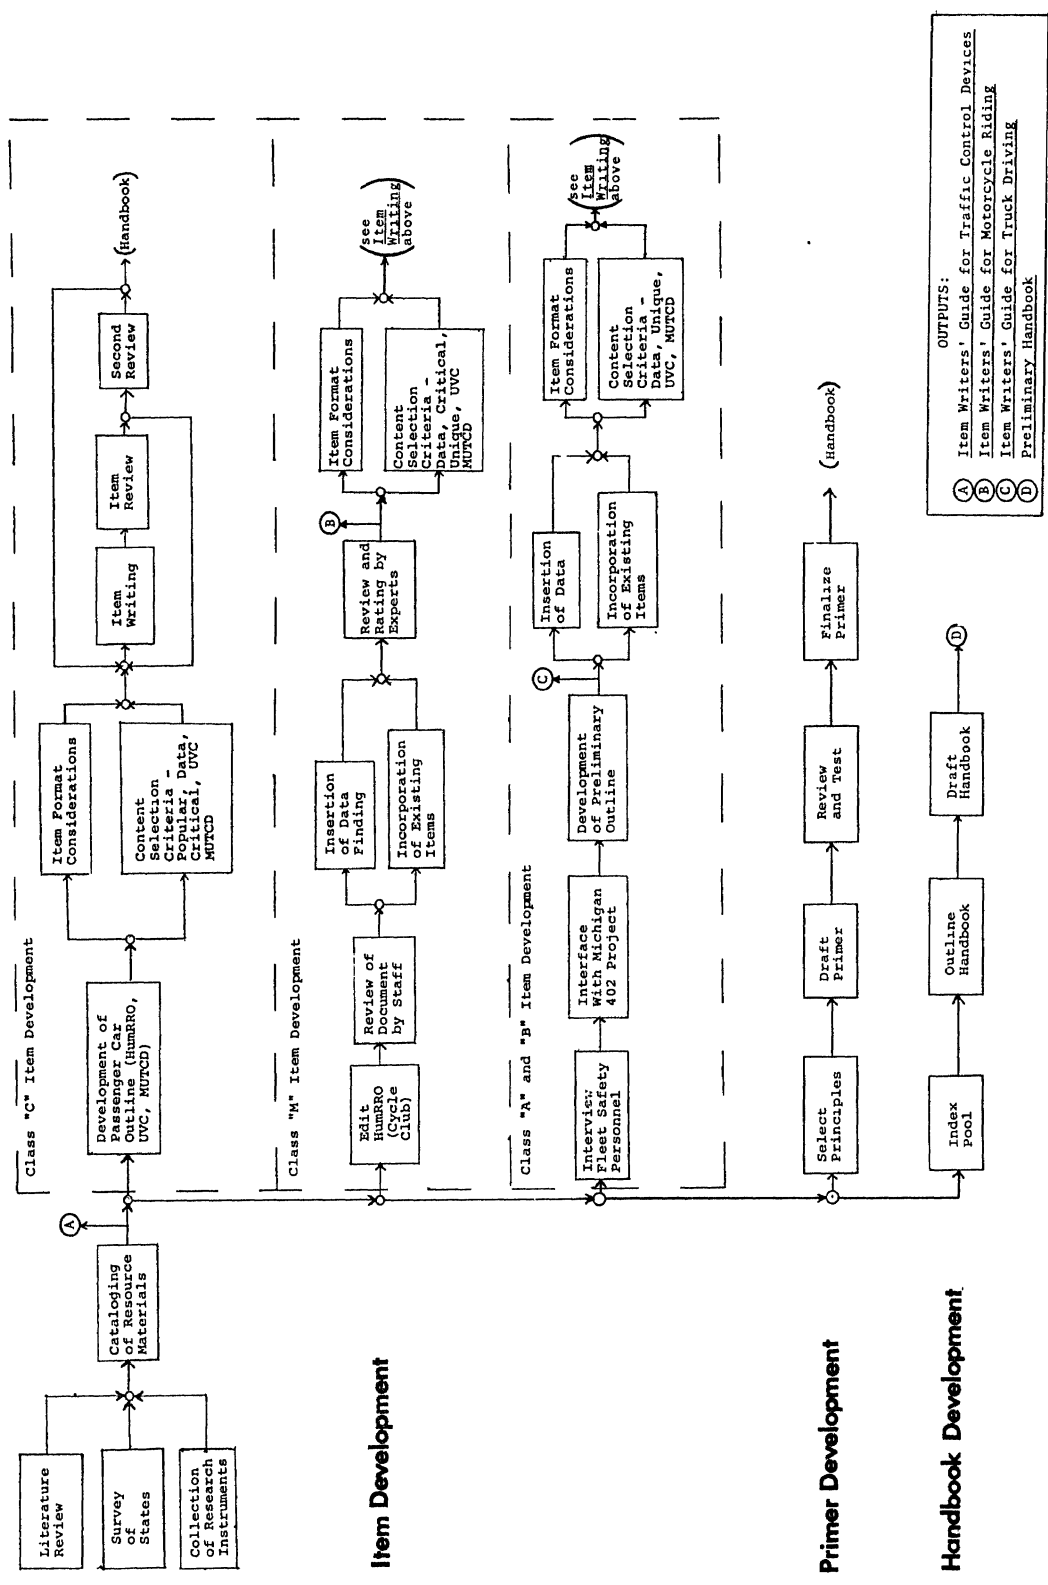 Literature
Review
Survey
of
States
Collection
of Research
Instruments
Cataloging
of Resource
Materials
A
Class "C" Item Development
Development of
Passenger Car
Outline (HumRRO,
UVC, MUTCD)
Item Format
Considerations
Content
Selection
Criteria -
Popular, Data,
Critical, UVC
MUTCD
Item
Writing
Item
Review
Second
Review
(Handbook)
Item Development
Class "M" Item Development
Edit
HumRRO
(Cycle
Club)
Review of
Document
by Staff
Insertion
of Data
Finding
Incorporation
of Existing
Items
Review and
Rating by
Experts
B
Item Format
Considerations
Content
Selection
Criteria -
Data, Critical,
Unique, UVC
MUTCD
(see
Item
Writing
above)
Class "A" and "B" Item Development
Interview
Fleet Safety
Personnel
Interface
With Michigan
402 Project
Development
of Preliminary
Outline
C
Insertion
of Data
Incorporation
of Existing
Items
Item Format
Considerations
Content
Selection
Criteria -
Data, Unique,
UVC, MUTCD
(see
Item
Writing
above)
Primer Development
Select
Principles
Draft
Primer
Review
and Test
Finalize
Primer
(Handbook)
Handbook Development
Index
Pool
Outline
Handbook
Draft
Handbook
D
OUTPUTS:
A Item Writers' Guide for Traffic Control Devices
B Item Writers' Guide for Motorcycle Riding
C Item Writers' Guide for Truck Driving
D Preliminary Handbook